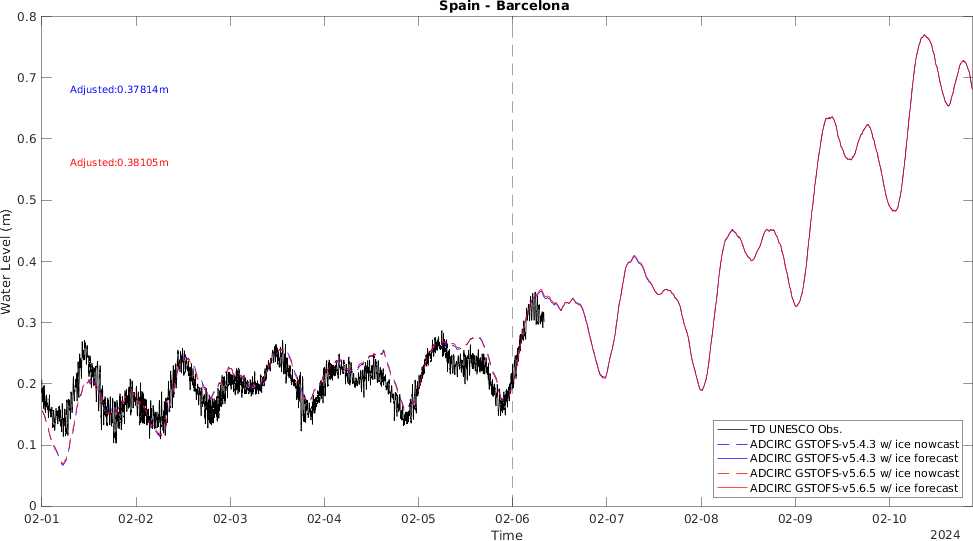 Spain - Barcelona
0.8
0.7
0.6
0.5
0.4
0.3
0.2
0.1
0
Water Level (m)
Adjusted:0.37814m
Adjusted:0.38105m
TD UNESCO Obs.
ADCIRC GSTOFS-v5.4.3 w/ ice nowcast
ADCIRC GSTOFS-v5.4.3 w/ ice forecast
ADCIRC GSTOFS-v5.6.5 w/ ice nowcast
ADCIRC GSTOFS-v5.6.5 w/ ice forecast
02-01 02-02 02-03 02-04 02-05 02-06 02-07 02-08 02-09 02-10
Time
2024